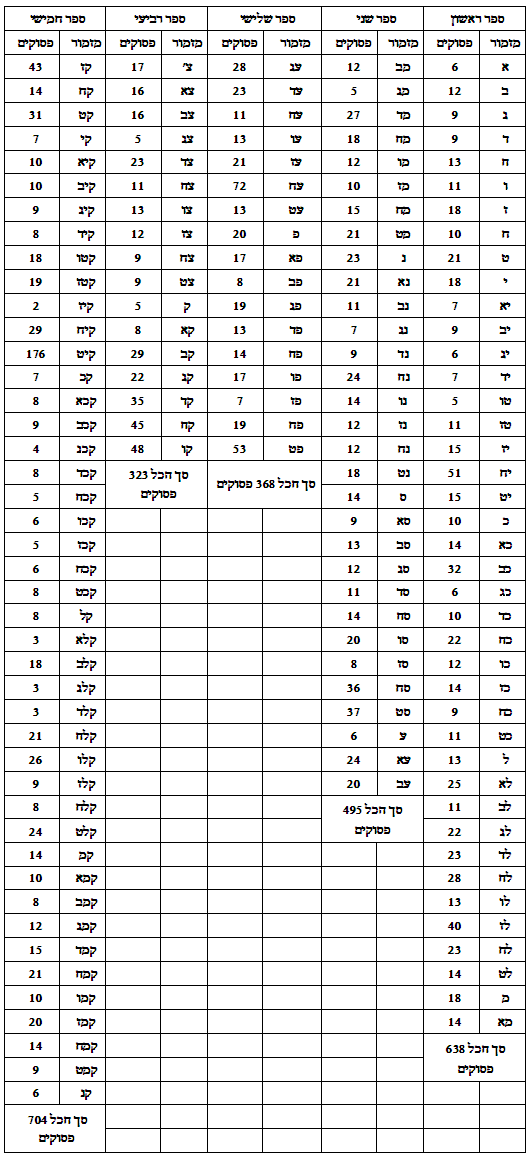 ספר ראשון ספר שני ספר שלישי ספר רביעי ספר חמישי
מזמור פסוקים מזמור פסוקים מזמור פסוקים מזמור פסוקים מזמור פסוקים
א 6 מב 12 עג 28 צ' 17 קז 43
ב 12 מג 5 עד 23 צא 16 קח 14
ג 9 מד 27 עה 11 צב 16 קט 31
ד 9 מה 18 עו 13 צג 5 קי 7
ה 13 מו 12 עז 21 צד 23 קיא 10
ו 11 מז 10 עח 72 צה 11 קיב 10
ז 18 מח 15 עט 13 צו 13 קיג 9
ח 10 מט 21 פ 20 צז 12 קיד 8
ט 21 נ 23 פא 17 צח 9 קטו 18
י 18 נא 21 פב 8 צט 9 קטז 19
יא 7 נב 11 פג 19 ק 5 קיז 2
יב 9 נג 7 פד 13 קא 8 קיח 29
יג 6 נד 9 פה 14 קב 29 קיט 176
יד 7 נה 24 פו 17 קג 22 קכ 7
טו 5 נו 14 פז 7 קד 35 קכא 8
טז 11 נז 12 פח 19 קה 45 קכב 9
יז 15 נח 12 פט 53 קו 48 קכג 4
יח 51 נט 18 סך הכל 368 פסוקים סך הכל 323 קכד 8
יט 15 ס 14 פסוקים קכה 5
כ 10 סא 9 קכו 6
כא 14 סב 13 קכז 5
כב 32 סג 12 קכח 6
כג 6 סד 11 קכט 8
כד 10 סה 14 קל 8
כה 22 סו 20 קלא 3
כו 12 סז 8 קלב 18
כז 14 סח 36 קלג 3
כח 9 סט 37 קלד 3
כט 11 ע 6 קלה 21
ל 13 עא 24 קלו 26
לא 25 עב 20 קלז 9
לב 11 סך הכל 495 קלח 8
לג 22 פסוקים קלט 24
לד 23 קמ 14
לה 28 קמא 10
לו 13 קמב 8
לז 40 קמג 12
לח 23 קמד 15
לט 14 קמה 21
מ 18 קמו 10
מא 14 קמז 20
סך הכל 638 קמח 14
פסוקים קמט 9
קנ 6
סך הכל 704
פסוקים